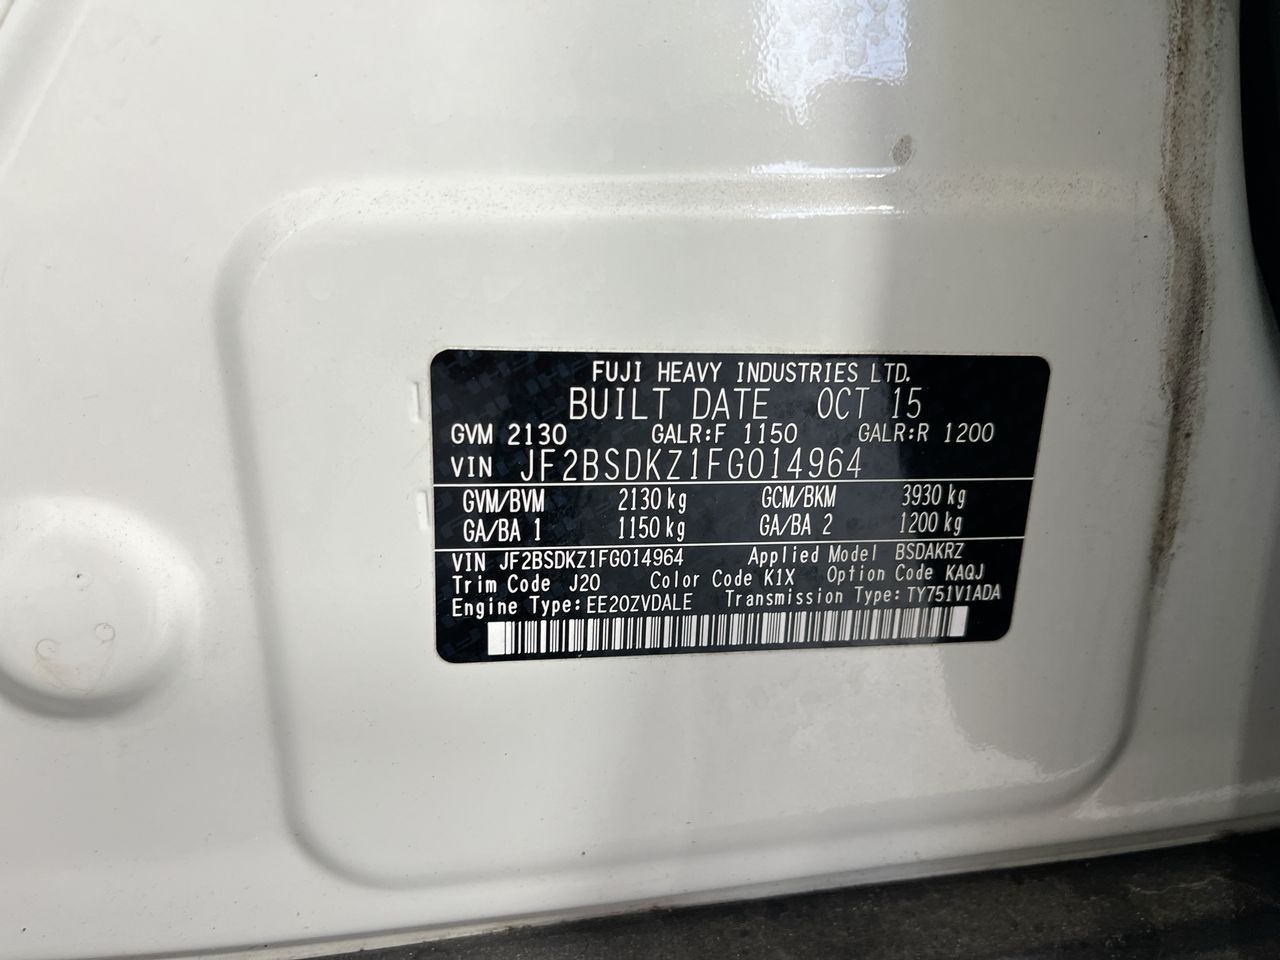 FUJI HEAVY INDUSTRIES LTD.
BUILT DATE OCT 15
GVM 2130 GALR:F 1150 GALR:R 1200
VIN JF2BSDKZ1FG014964
GVM/BVM 2130 kg GCM/BKM 3930 kg
GA/BA 1 1150 kg GA/BA 2 1200 kg
VIN JF2BSDKZ1FG014964 Applied Model BSDAKRZ
Trim Code J20 Color Code K1X Option Code KAQJ
Engine Type:EE20ZVDALE Transmission Type:TY751V1ADA